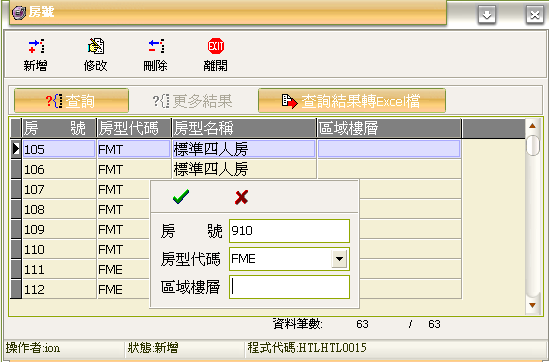 房號
新增 修改 刪除 離開
EXIT
查詢 更多結果 查詢結果轉Excel檔
房 號 房型代碼 房型名稱 區域樓層
105 FMT 標準四人房
106 FMT 標準四人房
107 FMT
108 FMT
109 FMT
110 FMT
111 FME
112 FME
房 號 910
房型代碼 FME
區域樓層
資料筆數: 63 / 63
操作者:ion 狀態:新增 程式代碼:HTLHTL0015